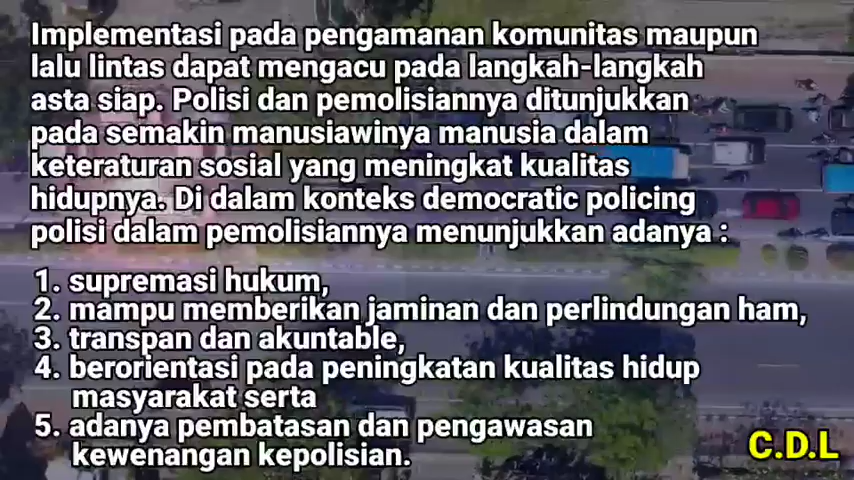 Implementasi pada pengamanan komunitas maupun
lalu lintas dapat mengacu pada langkah-langkah
asta siap. Polisi dan pemolisiannya ditunjukkan
pada semakin manusiawinya manusia dalam
keteraturan sosial yang meningkat kualitas
hidupnya. Di dalam konteks democratic policing
polisi dalam pemolisiannya menunjukkan adanya :
1. supremasi hukum,
2. mampu memberikan jaminan dan perlindungan ham,
3. transpan dan akuntable,
4. berorientasi pada peningkatan kualitas hidup
masyarakat serta
5. adanya pembatasan dan pengawasan
kewenangan kepolisian.
C.D.L